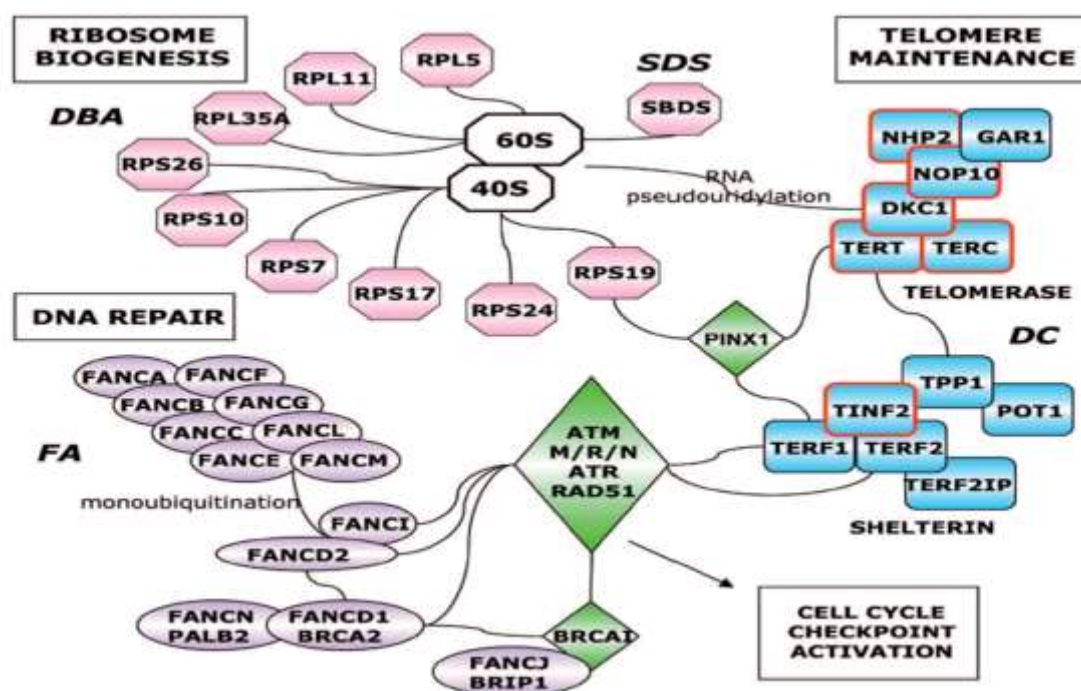 RIBOSOME
BIOGENESIS
TELOMERE
MAINTENANCE
DBA
SDS
RPL5
RPL11
RPL35A
SBDS
60S
40S
RPS26
RPS10
RPS7
RPS17
RPS24
RPS19
RNA
pseudouridylation
NHP2
GAR1
NOP10
DKC1
TERT
TERC
TELOMERASE
DC
PINX1
DNA REPAIR
FANCA
FANCF
FANCB
FANCG
FANCC
FANCL
FANCE
FANCM
FA
monoubiquitination
FANCI
FANCD2
FANCN
PALB2
FANCD1
BRCA2
ATM
M/R/N
ATR
RAD51
BRCA1
FANCJ
BRIP1
TPP1
POT1
TINF2
TERF1
TERF2
TERF2IP
SHELTERIN
CELL CYCLE
CHECKPOINT
ACTIVATION